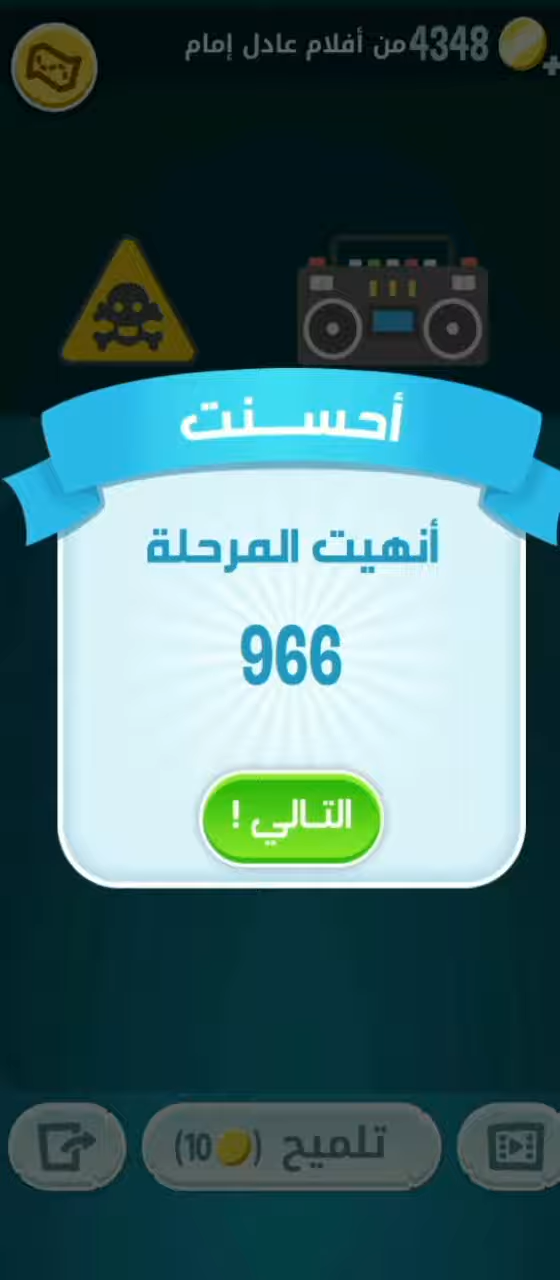 4348 من أفلام عادل إمام
أحسنت
أنهيت المرحلة
966
التالي !
تلميح (10)